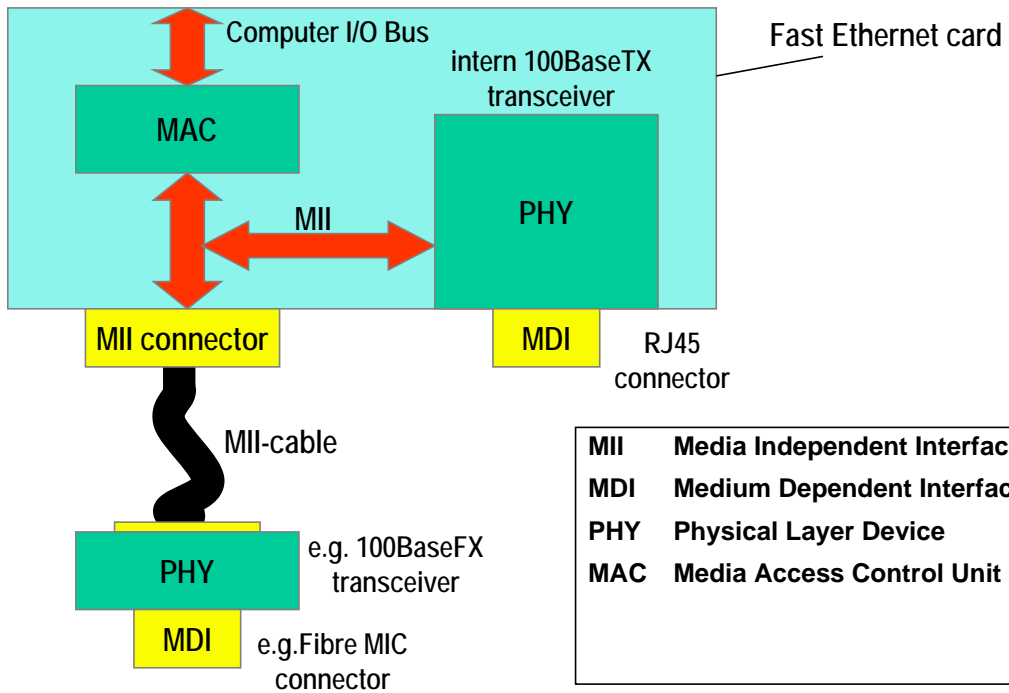 Computer I/O Bus
Fast Ethernet card
intern 100BaseTX
transceiver
MAC
PHY
MII
MII connector
MDI
RJ45
connector
MII-cable
MII Media Independent Interfac
MDI Medium Dependent Interfac
PHY Physical Layer Device
MAC Media Access Control Unit
PHY
e.g. 100BaseFX
transceiver
MDI
e.g.Fibre MIC
connector